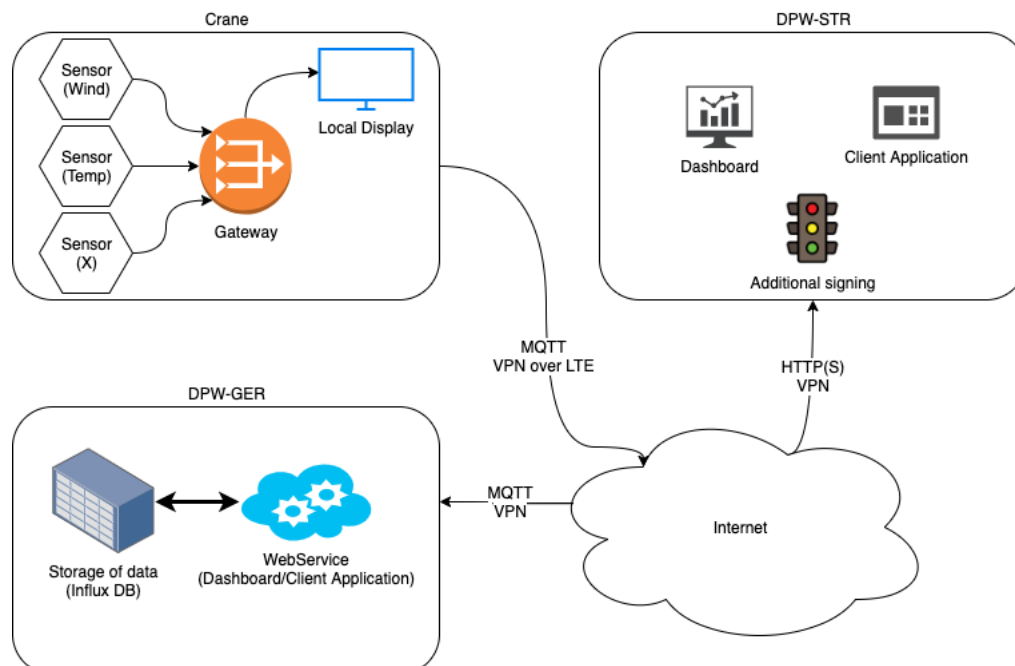 Crane
Sensor
(Wind)
Sensor
(Temp)
Sensor
(X)
Gateway
Local Display
DPW-STR
Dashboard
Client Application
Additional signing
MQTT
VPN over LTE
HTTP(S)
VPN
DPW-GER
Storage of data
(Influx DB)
WebService
(Dashboard/Client Application)
MQTT
VPN
Internet